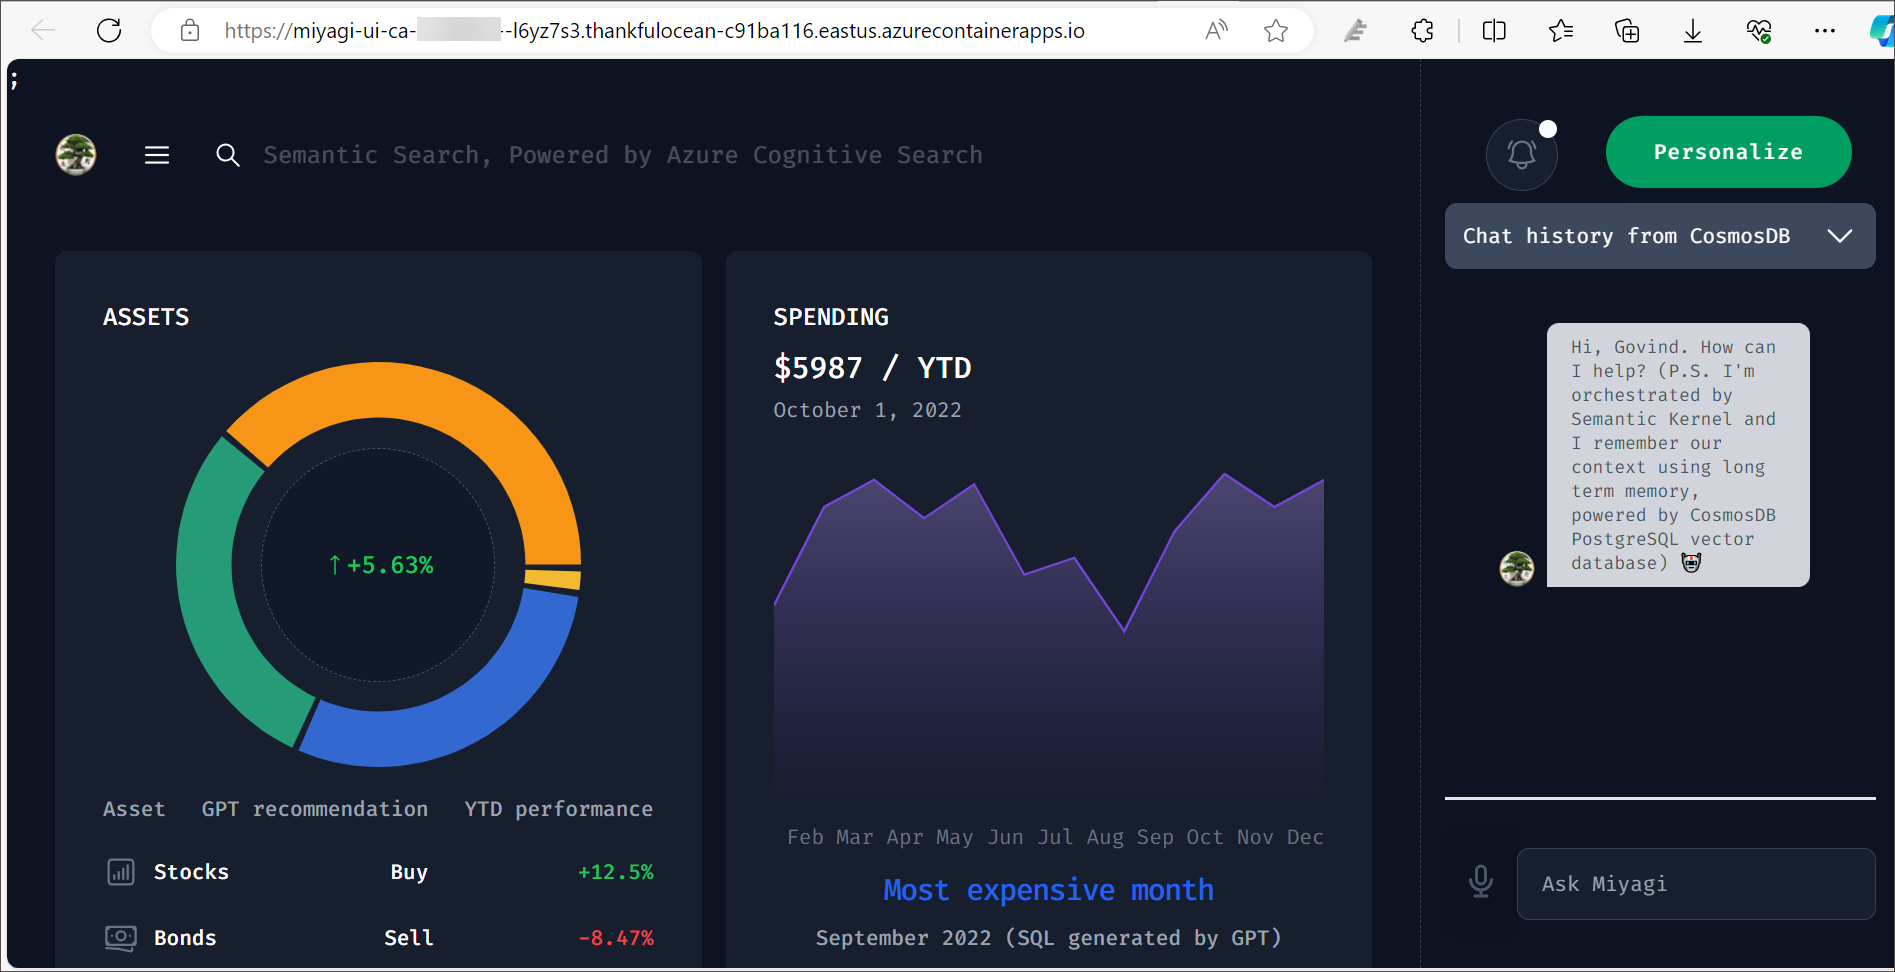 https://miyagi-ui-ca- --l6yz7s3.thankfulocean-c91ba116.eastus.azurecontainerapps.io
;
Semantic Search, Powered by Azure Cognitive Search
Personalize
Chat history from CosmosDB
ASSETS
+5.63%
Asset GPT recommendation YTD performance
Stocks Buy +12.5%
Bonds Sell -8.47%
SPENDING
$5987 / YTD
October 1, 2022
Feb Mar Apr May Jun Jul Aug Sep Oct Nov Dec
Most expensive month
September 2022 (SQL generated by GPT)
Hi, Govind. How can
I help? (P.S. I'm
orchestrated by
Semantic Kernel and
I remember our
context using long
term memory,
powered by CosmosDB
PostgreSQL vector
database)
Ask Miyagi